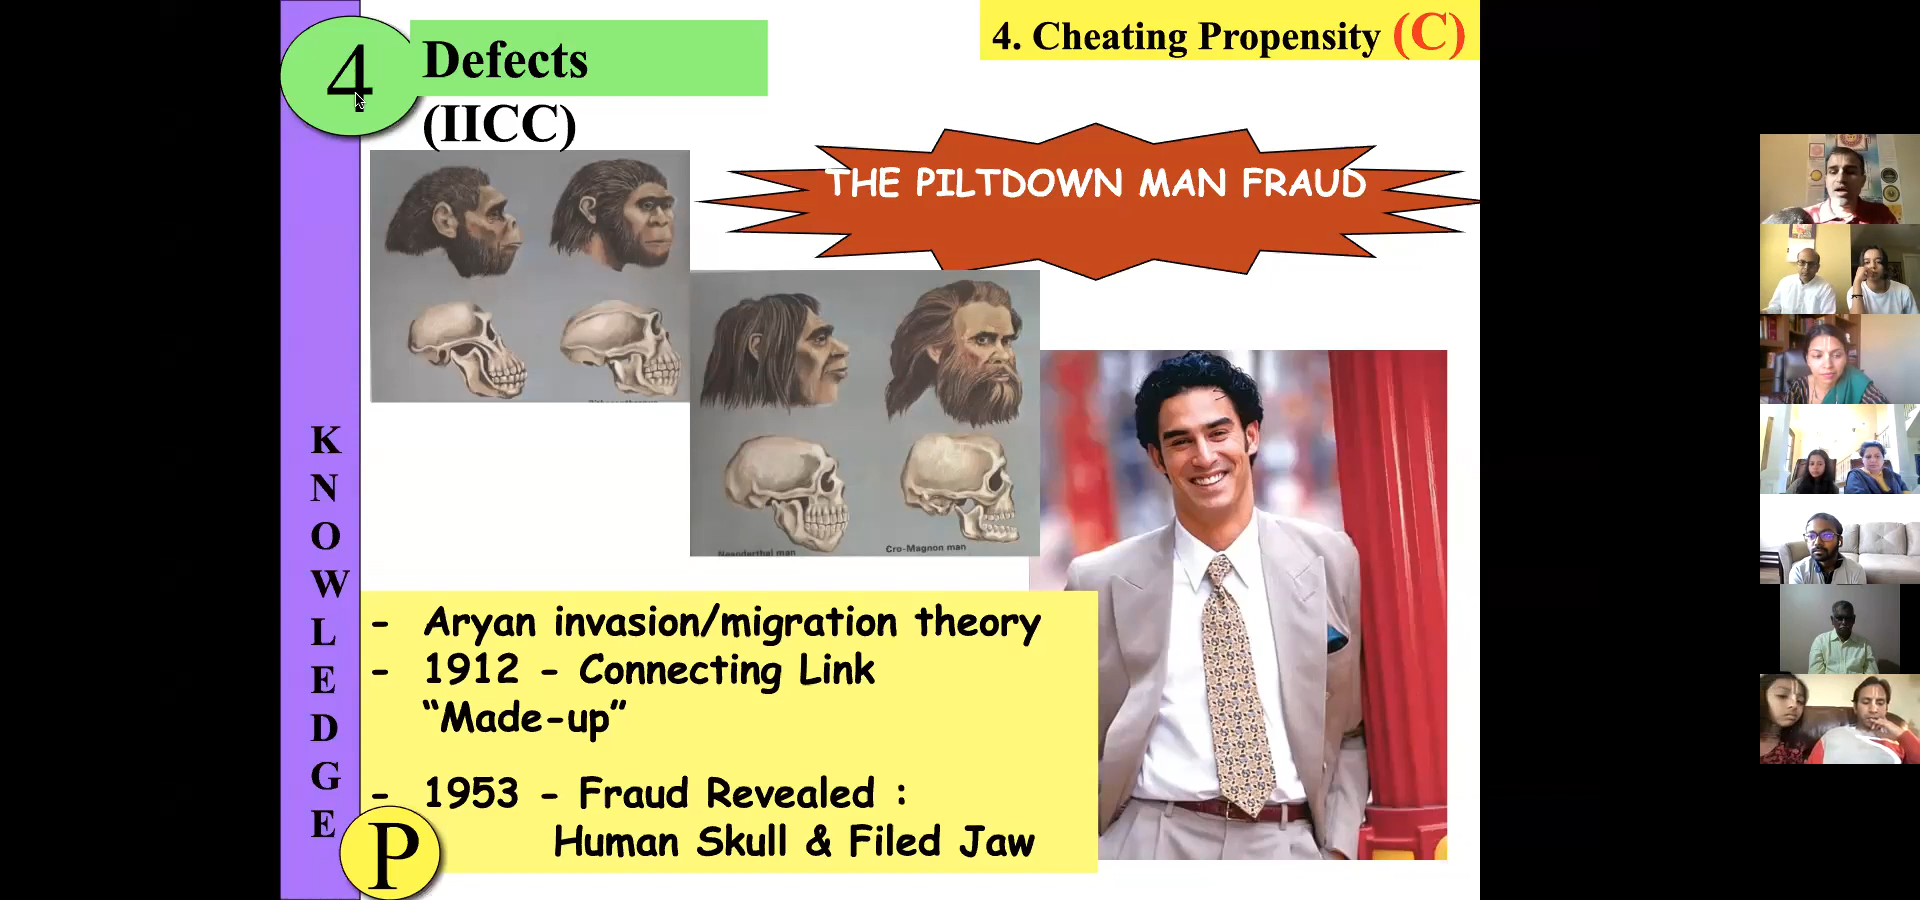 4
Defects
(IICC)
4. Cheating Propensity (C)
THE PILTDOWN MAN FRAUD
Neanderthal man
Cro-Magnon man
K
N
O
W
L
E
D
G
E
- Aryan invasion/migration theory
- 1912 - Connecting Link
“Made-up”
- 1953 - Fraud Revealed :
Human Skull & Filed Jaw
P